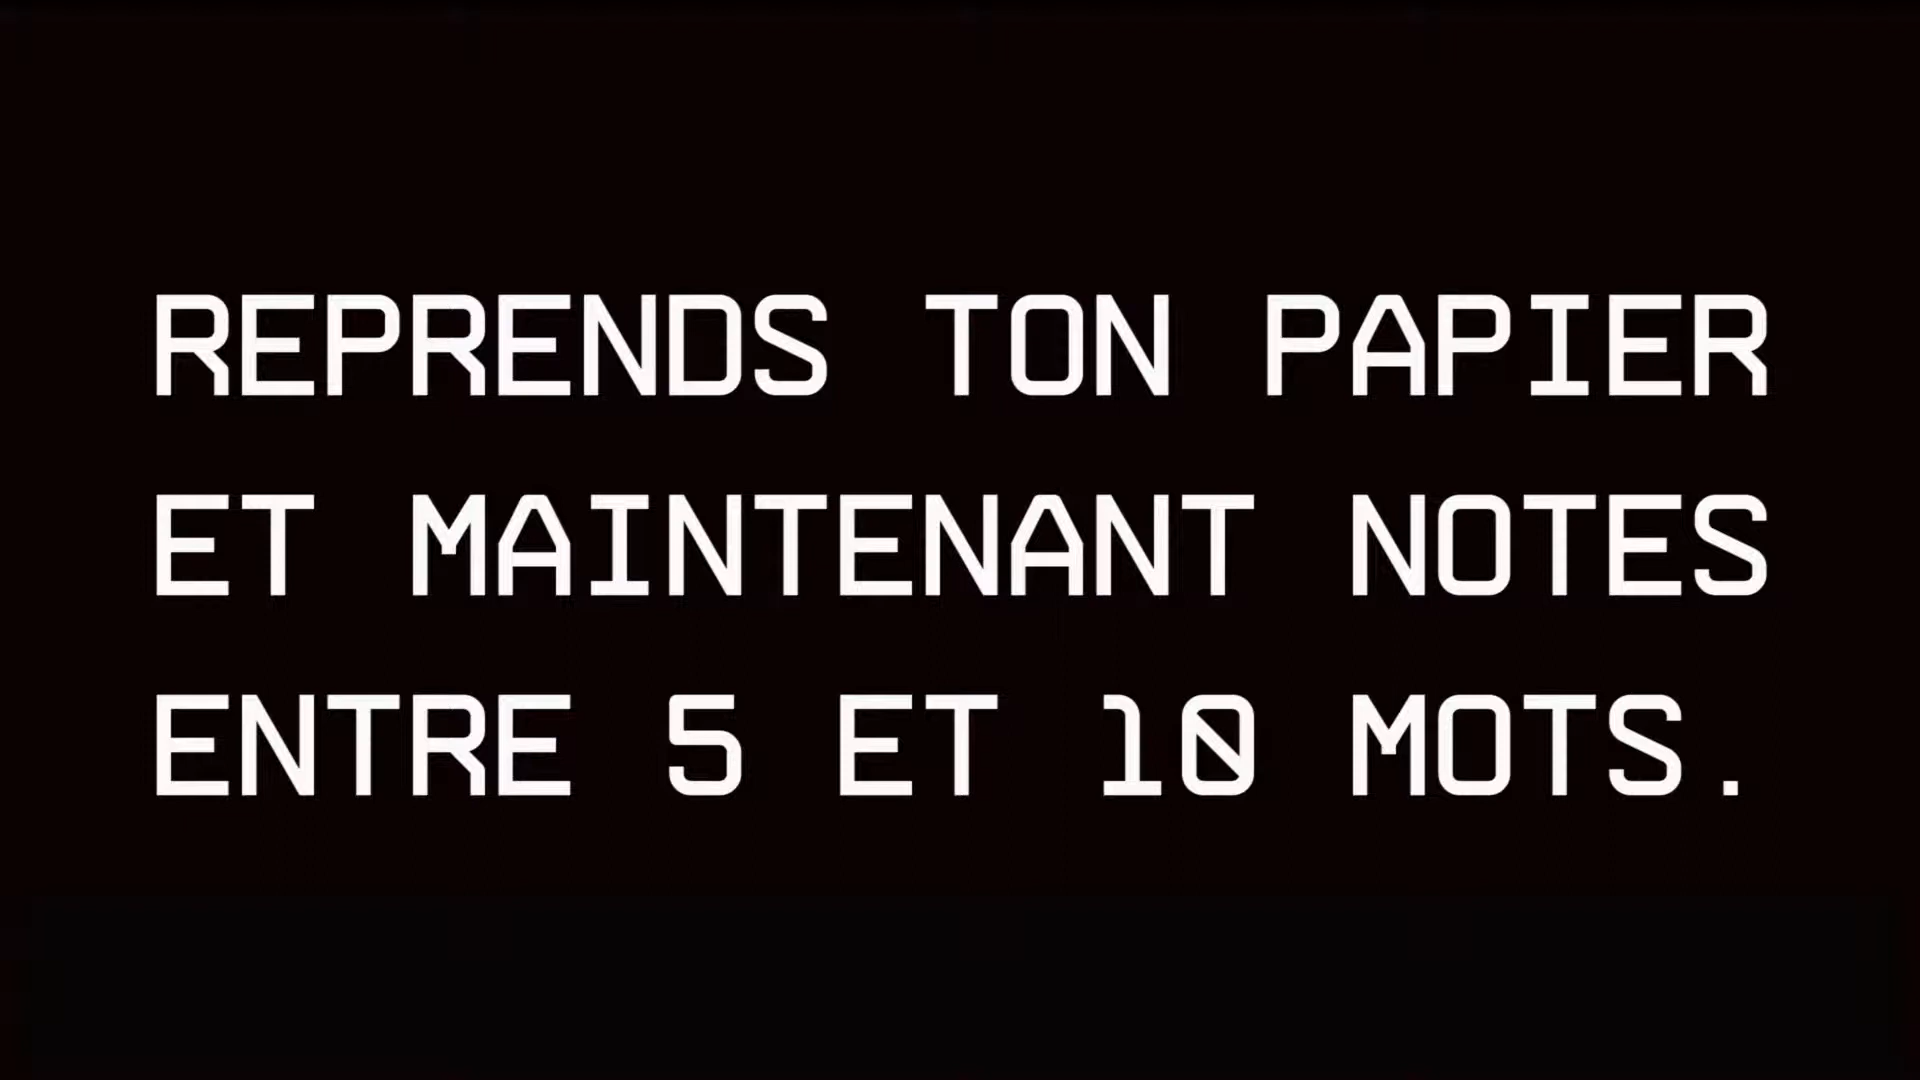 REPRENDS TON PAPIER
ET MAINTENANT NOTES
ENTRE 5 ET 10 MOTS.